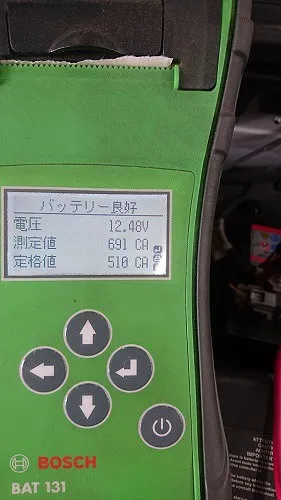 バッテリー良好
電圧 12.48V
測定値 691 CA
定格値 510 CA
BOSCH
BAT 131